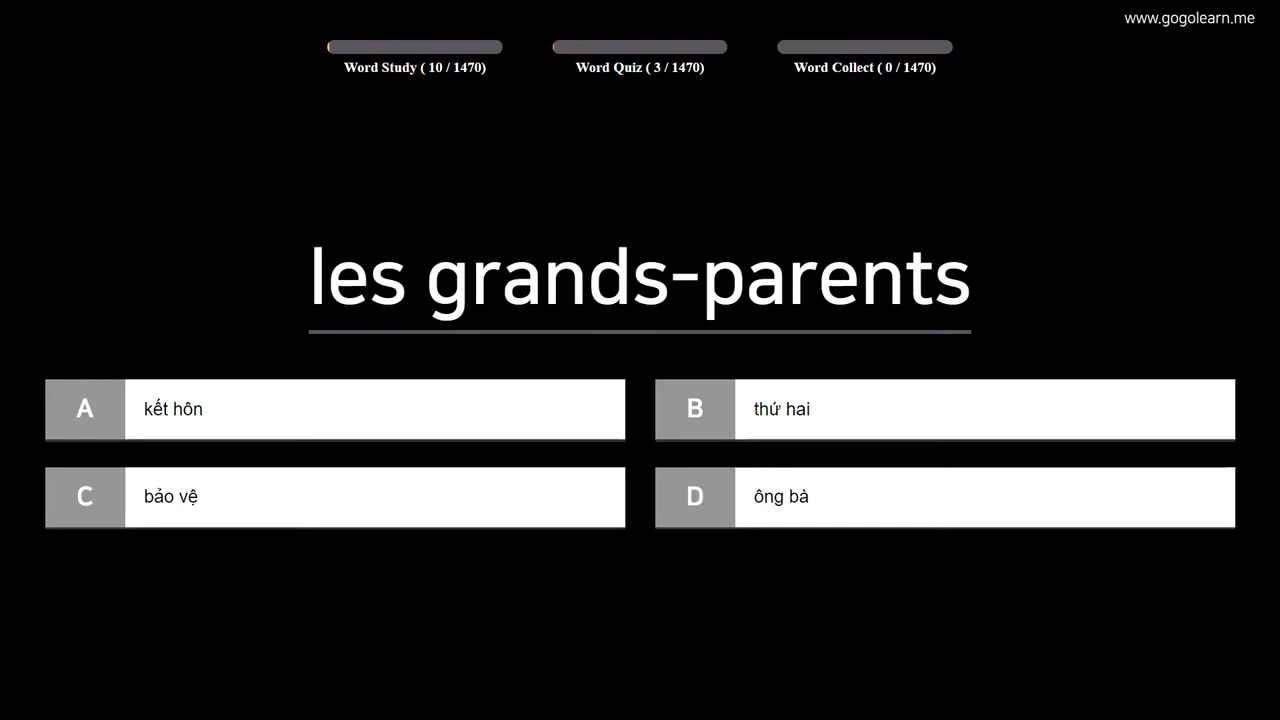 www.gogolearn.me
Word Study ( 10 / 1470)
Word Quiz ( 3 / 1470)
Word Collect ( 0 / 1470)
les grands-parents
A kết hôn
B thứ hai
C bảo vệ
D ông bà